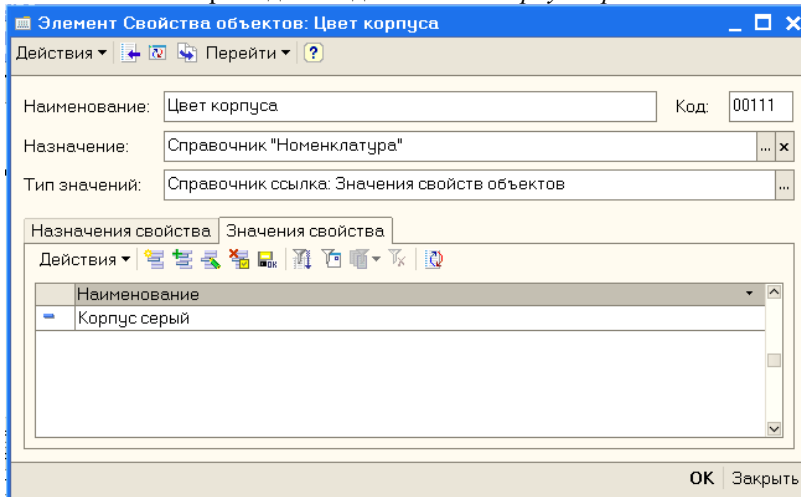 Элемент Свойства объектов: Цвет корпуса
Действия Перейти ?
Наименование: Цвет корпуса Код: 00111
Назначение: Справочник "Номенклатура" ... x
Тип значений: Справочник ссылка: Значения свойств объектов ...
Назначения свойства Значения свойства
Действия
Наименование
Корпус серый
OK Закрыть